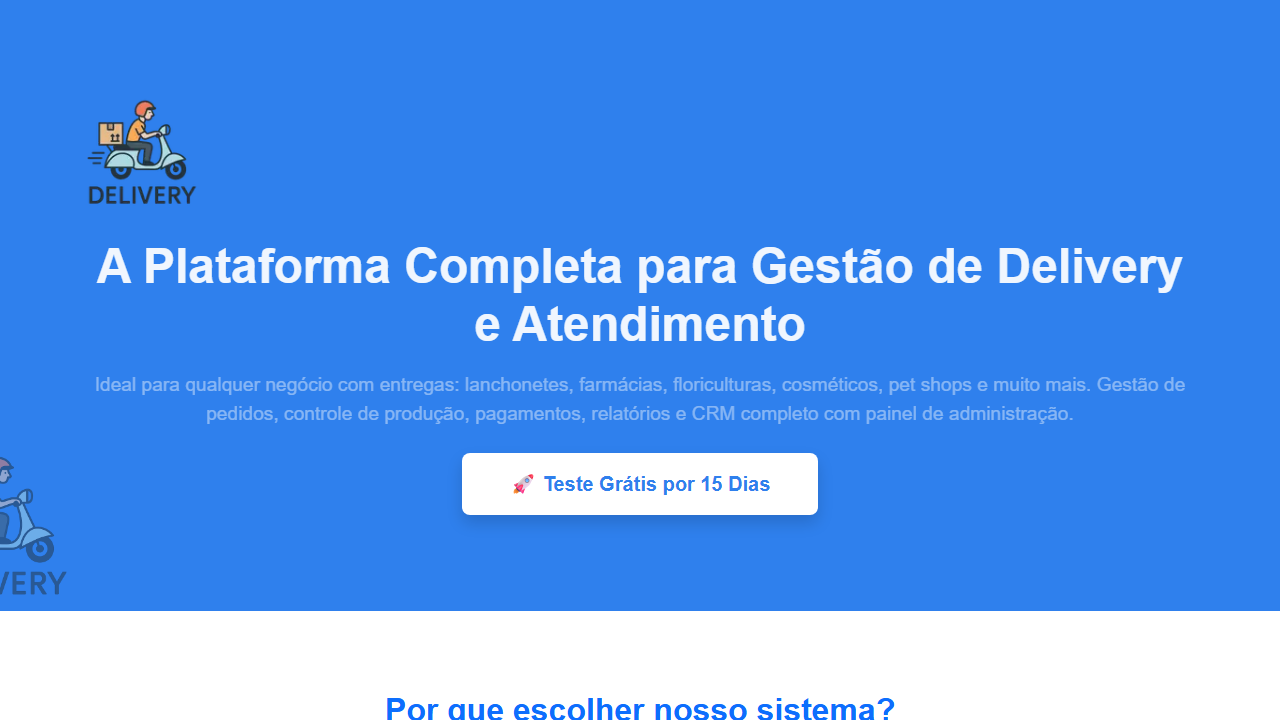 DELIVERY
A Plataforma Completa para Gestão de Delivery
e Atendimento
Ideal para qualquer negócio com entregas: lanchonetes, farmácias, floriculturas, cosméticos, pet shops e muito mais. Gestão de
pedidos, controle de produção, pagamentos, relatórios e CRM completo com painel de administração.
🚀 Teste Grátis por 15 Dias
VERY
Por que escolher nosso sistema?